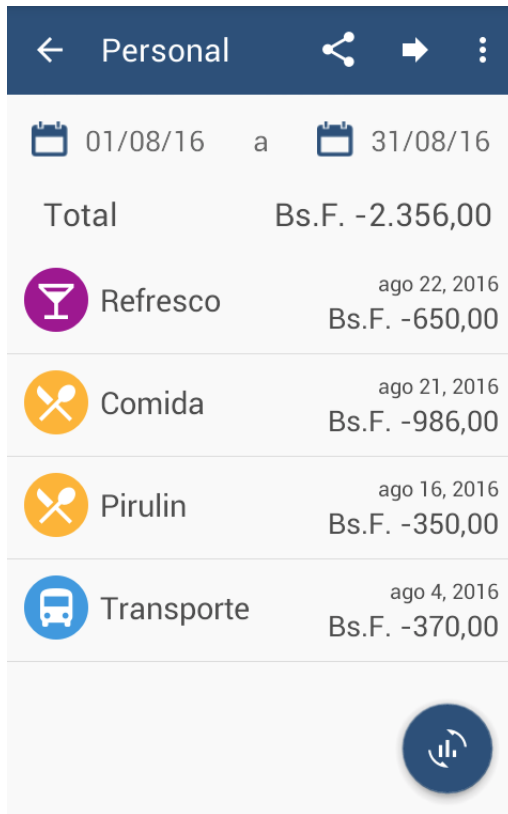 Personal
01/08/16 a 31/08/16
Total Bs.F. -2.356,00
ago 22, 2016
Refresco Bs.F. -650,00
ago 21, 2016
Comida Bs.F. -986,00
ago 16, 2016
Pirulin Bs.F. -350,00
ago 4, 2016
Transporte Bs.F. -370,00